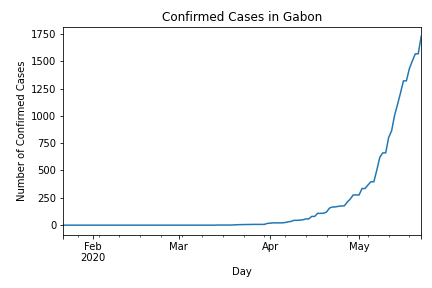 Confirmed Cases in Gabon
1750
1500
1250
1000
750
500
250
0
Number of Confirmed Cases
Feb
2020
Mar
Apr
May
Day